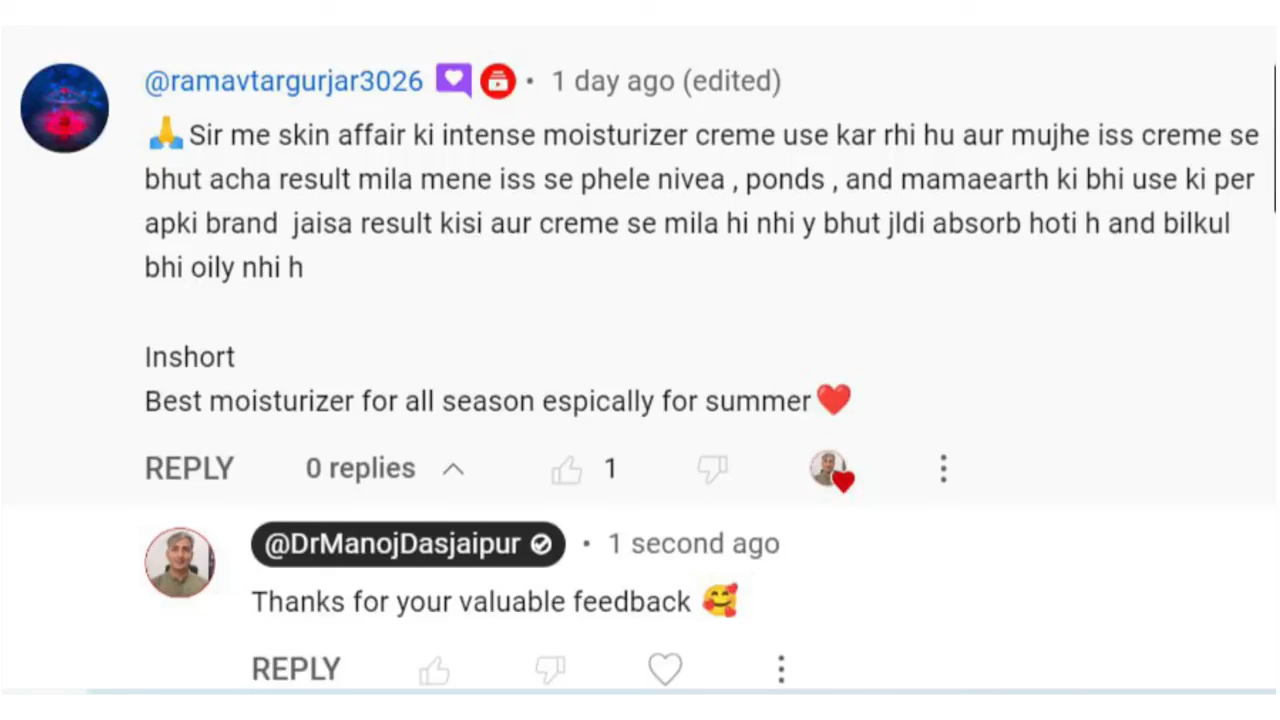 @ramavtargurjar3026 • 1 day ago (edited)
🙏Sir me skin affair ki intense moisturizer creme use kar rhi hu aur mujhe iss creme se
bhut acha result mila mene iss se phele nivea , ponds , and mamaearth ki bhi use ki per
apki brand  jaisa result kisi aur creme se mila hi nhi y bhut jldi absorb hoti h and bilkul
bhi oily nhi h
Inshort
Best moisturizer for all season espically for summer❤️
REPLY 0 replies 1
@DrManojDasjaipur • 1 second ago
Thanks for your valuable feedback 🥰
REPLY